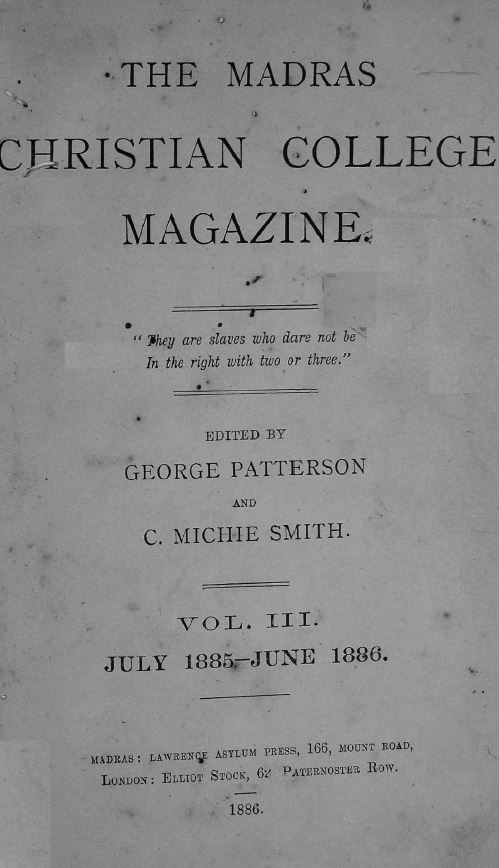 THE MADRAS
CHRISTIAN COLLEGE
MAGAZINE.
"They are slaves who dare not be
In the right with two or three."
EDITED BY
GEORGE PATTERSON
AND
C. MICHIE SMITH.
VOL. III.
JULY 1885–JUNE 1886.
MADRAS: LAWRENCE ASYLUM PRESS, 166, MOUNT ROAD,
LONDON: ELLIOT STOCK, 62 PATERNOSTER ROW.
1886.